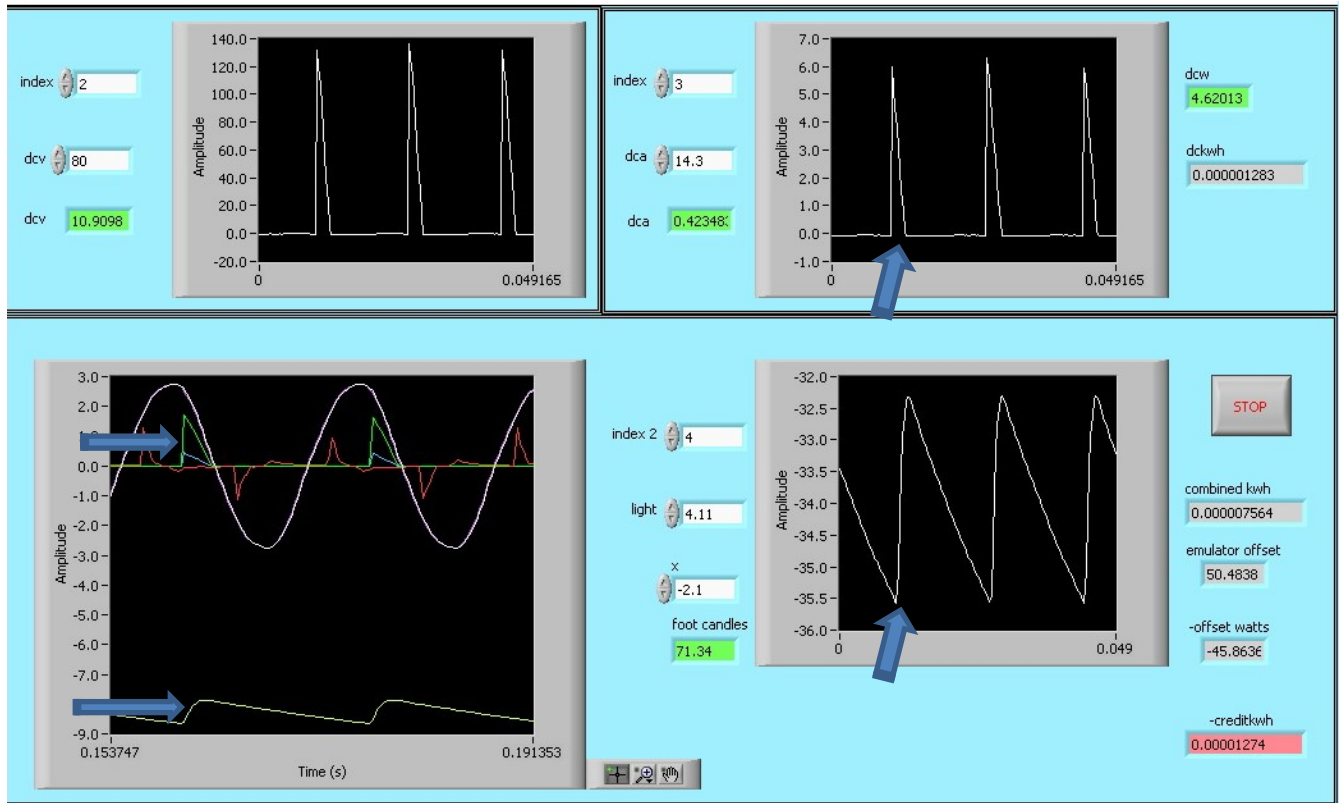 index 2
dcv 80
dcv 10.9098
Amplitude
140.0
120.0
100.0
80.0
60.0
40.0
20.0
0.0
-20.0
0 0.049165
index 3
dca 14.3
dca 0.42348
Amplitude
7.0
6.0
5.0
4.0
3.0
2.0
1.0
0.0
-1.0
0 0.049165
dcw
4.62013
dckwh
0.000001283
Amplitude
3.0
2.0
0.0
-1.0
-2.0
-3.0
-4.0
-5.0
-6.0
-7.0
-9.0
0.153747 0.191353
Time (s)
index 2 4
light 4.11
x
-2.1
foot candles
71.34
Amplitude
-32.0
-32.5
-33.0
-33.5
-34.0
-34.5
-35.0
-35.5
-36.0
0 0.049
STOP
combined kwh
0.000007564
emulator offset
50.4838
-offset watts
-45.863
-creditkwh
0.00001274